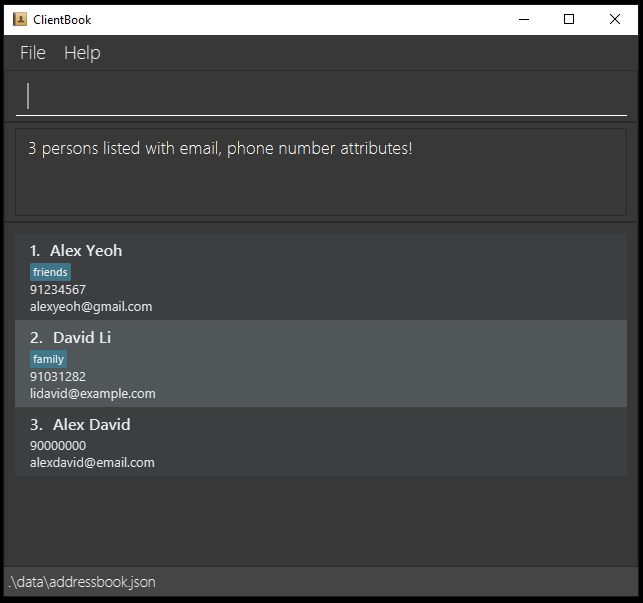 ClientBook
File Help
3 persons listed with email, phone number attributes!
1. Alex Yeoh
friends
91234567
alexyeoh@gmail.com
2. David Li
family
91031282
lidavid@example.com
3. Alex David
90000000
alexdavid@email.com
.\data\addressbook.json